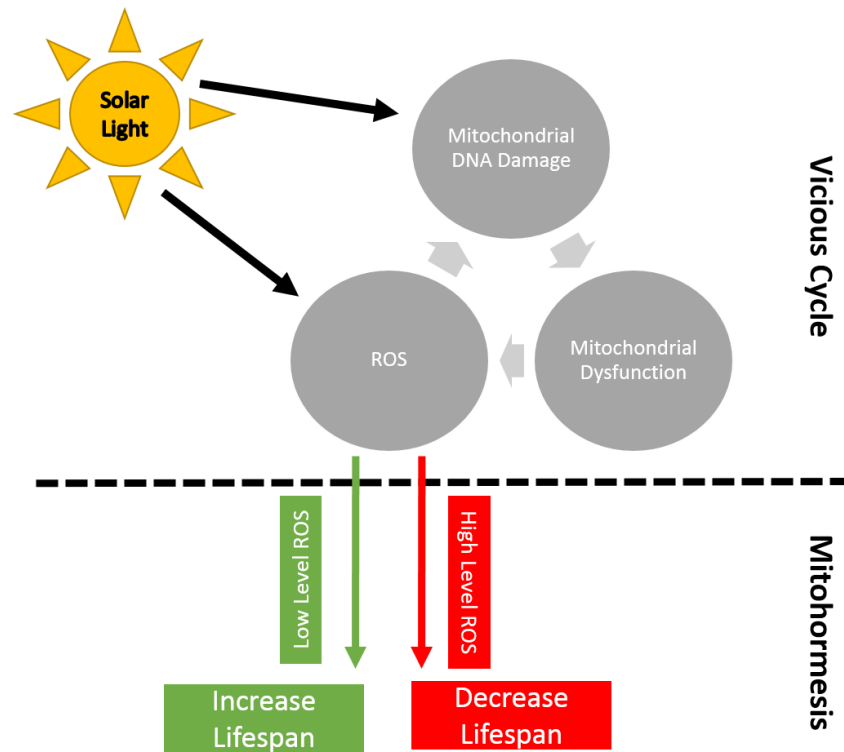 Solar
Light
Mitochondrial
DNA Damage
ROS
Mitochondrial
Dysfunction
Vicious Cycle
Low Level ROS
High Level ROS
Increase
Lifespan
Decrease
Lifespan
Mitohormesis